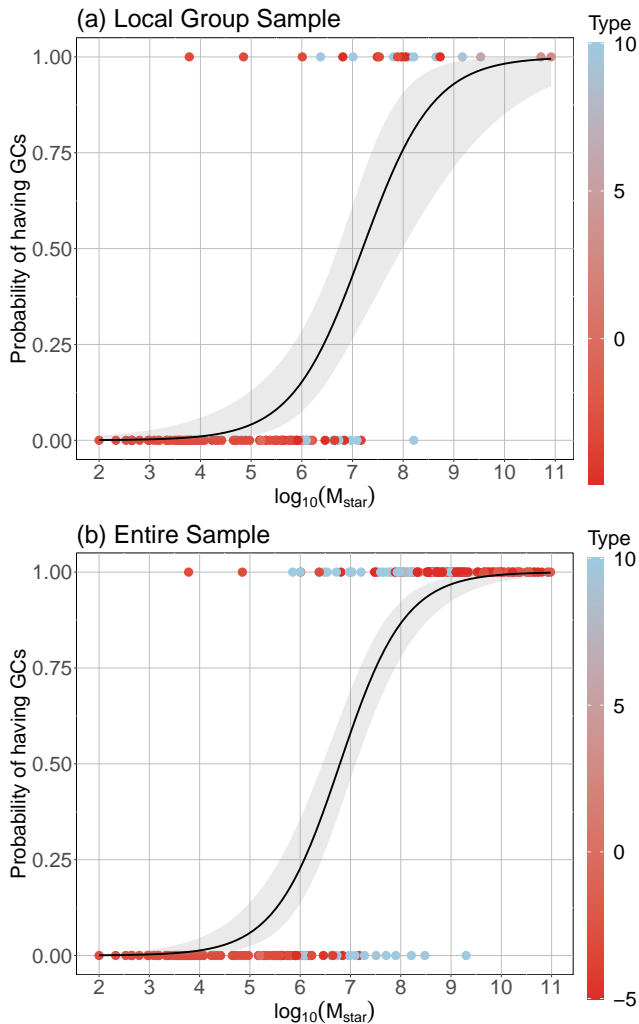 (a) Local Group Sample
Type
1.00
0.75
0.50
0.25
0.00
Probability of having GCs
2 3 4 5 6 7 8 9 10 11
log10(Mstar)
10
5
0
(b) Entire Sample
Type
1.00
0.75
0.50
0.25
0.00
Probability of having GCs
2 3 4 5 6 7 8 9 10 11
log10(Mstar)
10
5
0
−5